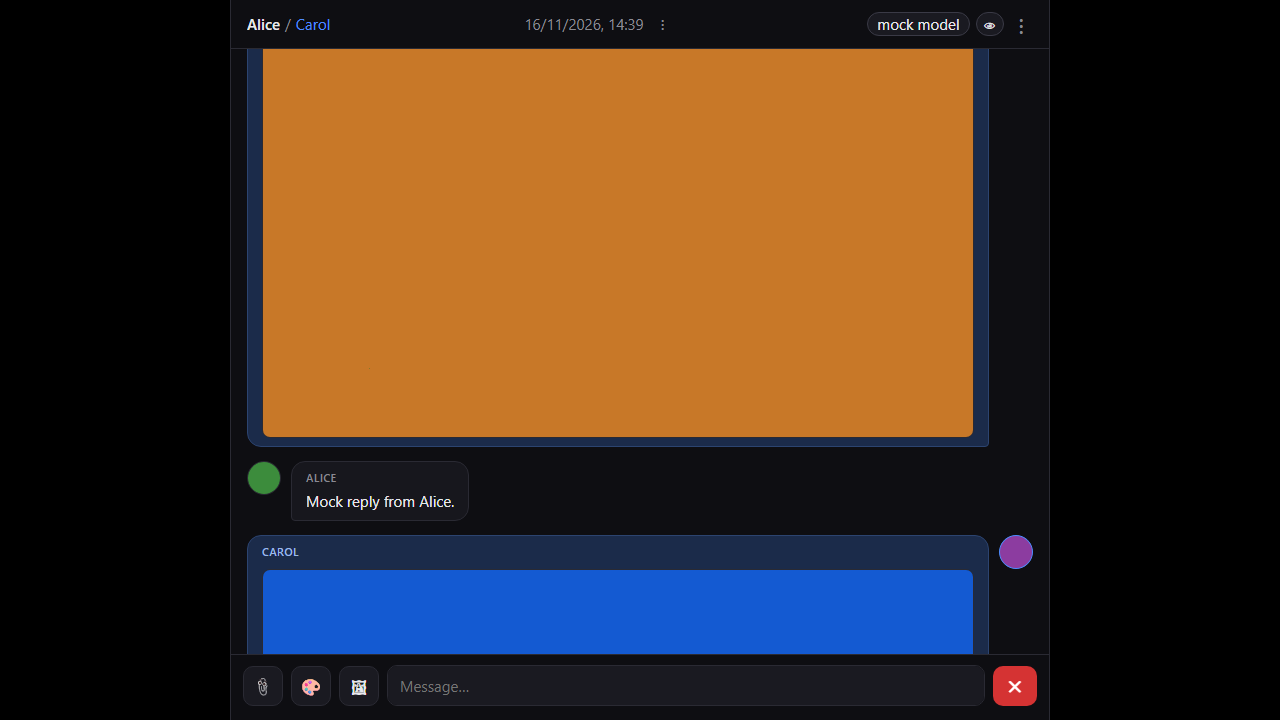 Alice / Carol
16/11/2026, 14:39
mock model
ALICE
Mock reply from Alice.
CAROL
Message...